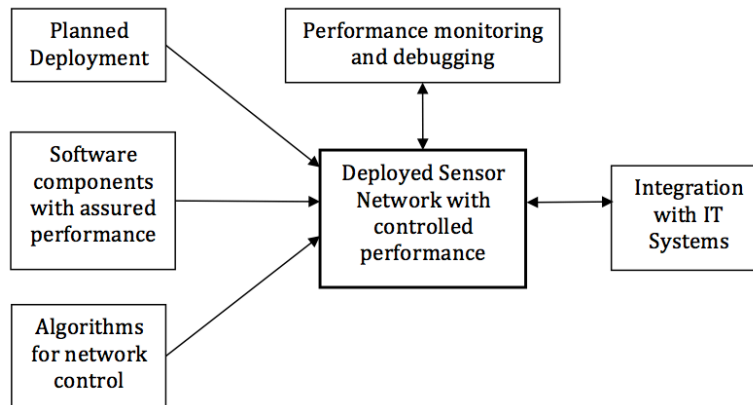 Planned
Deployment
Performance monitoring
and debugging
Software
components
with assured
performance
Deployed Sensor
Network with
controlled
performance
Integration
with IT
Systems
Algorithms
for network
control